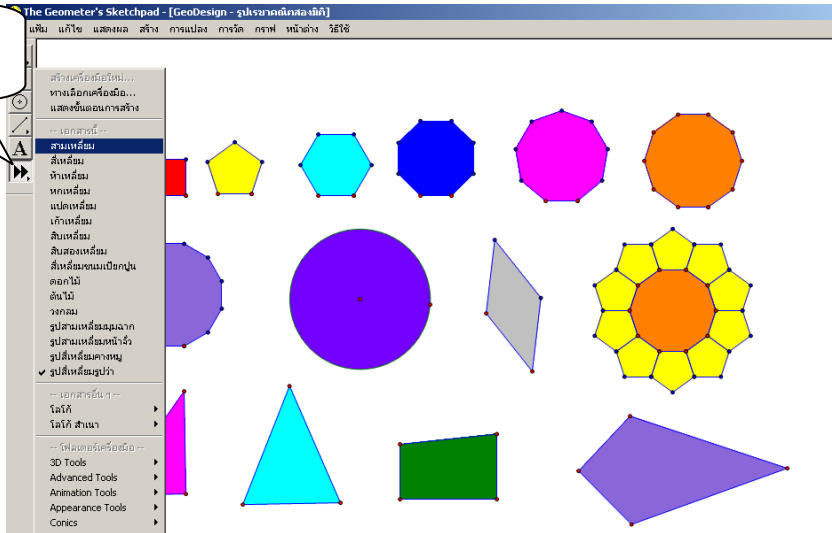 The Geometer's Sketchpad - [GeoDesign - รูปเรขาคณิตสองมิติ]
แฟ้ม แก้ไข แสดงผล สร้าง การแปลง การวัด กราฟ หน้าต่าง วิธีใช้
สร้างเครื่องมือใหม่...
ทางเลือกเครื่องมือ...
แสดงขั้นตอนการสร้าง
-- เอกสารนี้ --
สามเหลี่ยม
สี่เหลี่ยม
ห้าเหลี่ยม
หกเหลี่ยม
แปดเหลี่ยม
เก้าเหลี่ยม
สิบเหลี่ยม
สิบสองเหลี่ยม
สี่เหลี่ยมขนมเปียกปูน
ดอกไม้
ต้นไม้
วงกลม
รูปสามเหลี่ยมมุมฉาก
รูปสามเหลี่ยมหน้าจั่ว
รูปสี่เหลี่ยมคางหมู
รูปสี่เหลี่ยมรูปว่าว
-- เอกสารอื่น ๆ --
โลโก้
โลโก้ สำเนา
-- โฟลเดอร์เครื่องมือ --
3D Tools
Advanced Tools
Animation Tools
Appearance Tools
Conics
A